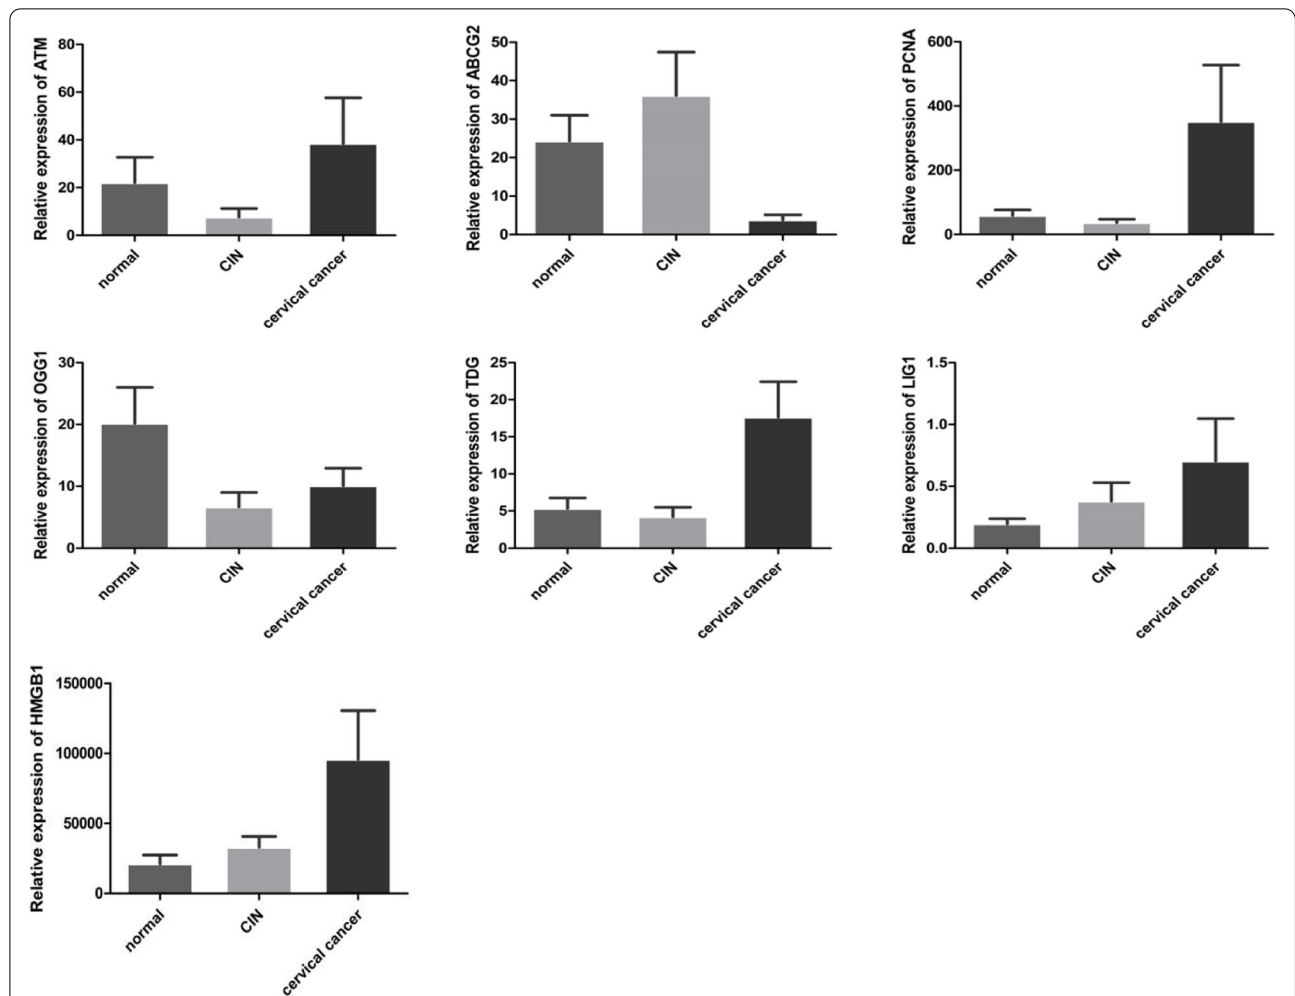 Relative expression of ATM
80
60
40
20
0
normal
CIN
cervical cancer
Relative expression of ABCG2
50
40
30
20
10
0
normal
CIN
cervical cancer
Relative expression of PCNA
600
400
200
0
normal
CIN
cervical cancer
Relative expression of OGG1
30
20
10
0
normal
CIN
cervical cancer
Relative expression of TDG
25
20
15
10
5
0
normal
CIN
cervical cancer
Relative expression of LIG1
1.5
1.0
0.5
0.0
normal
CIN
cervical cancer
Relative expression of HMGB1
150000
100000
50000
0
normal
CIN
cervical cancer